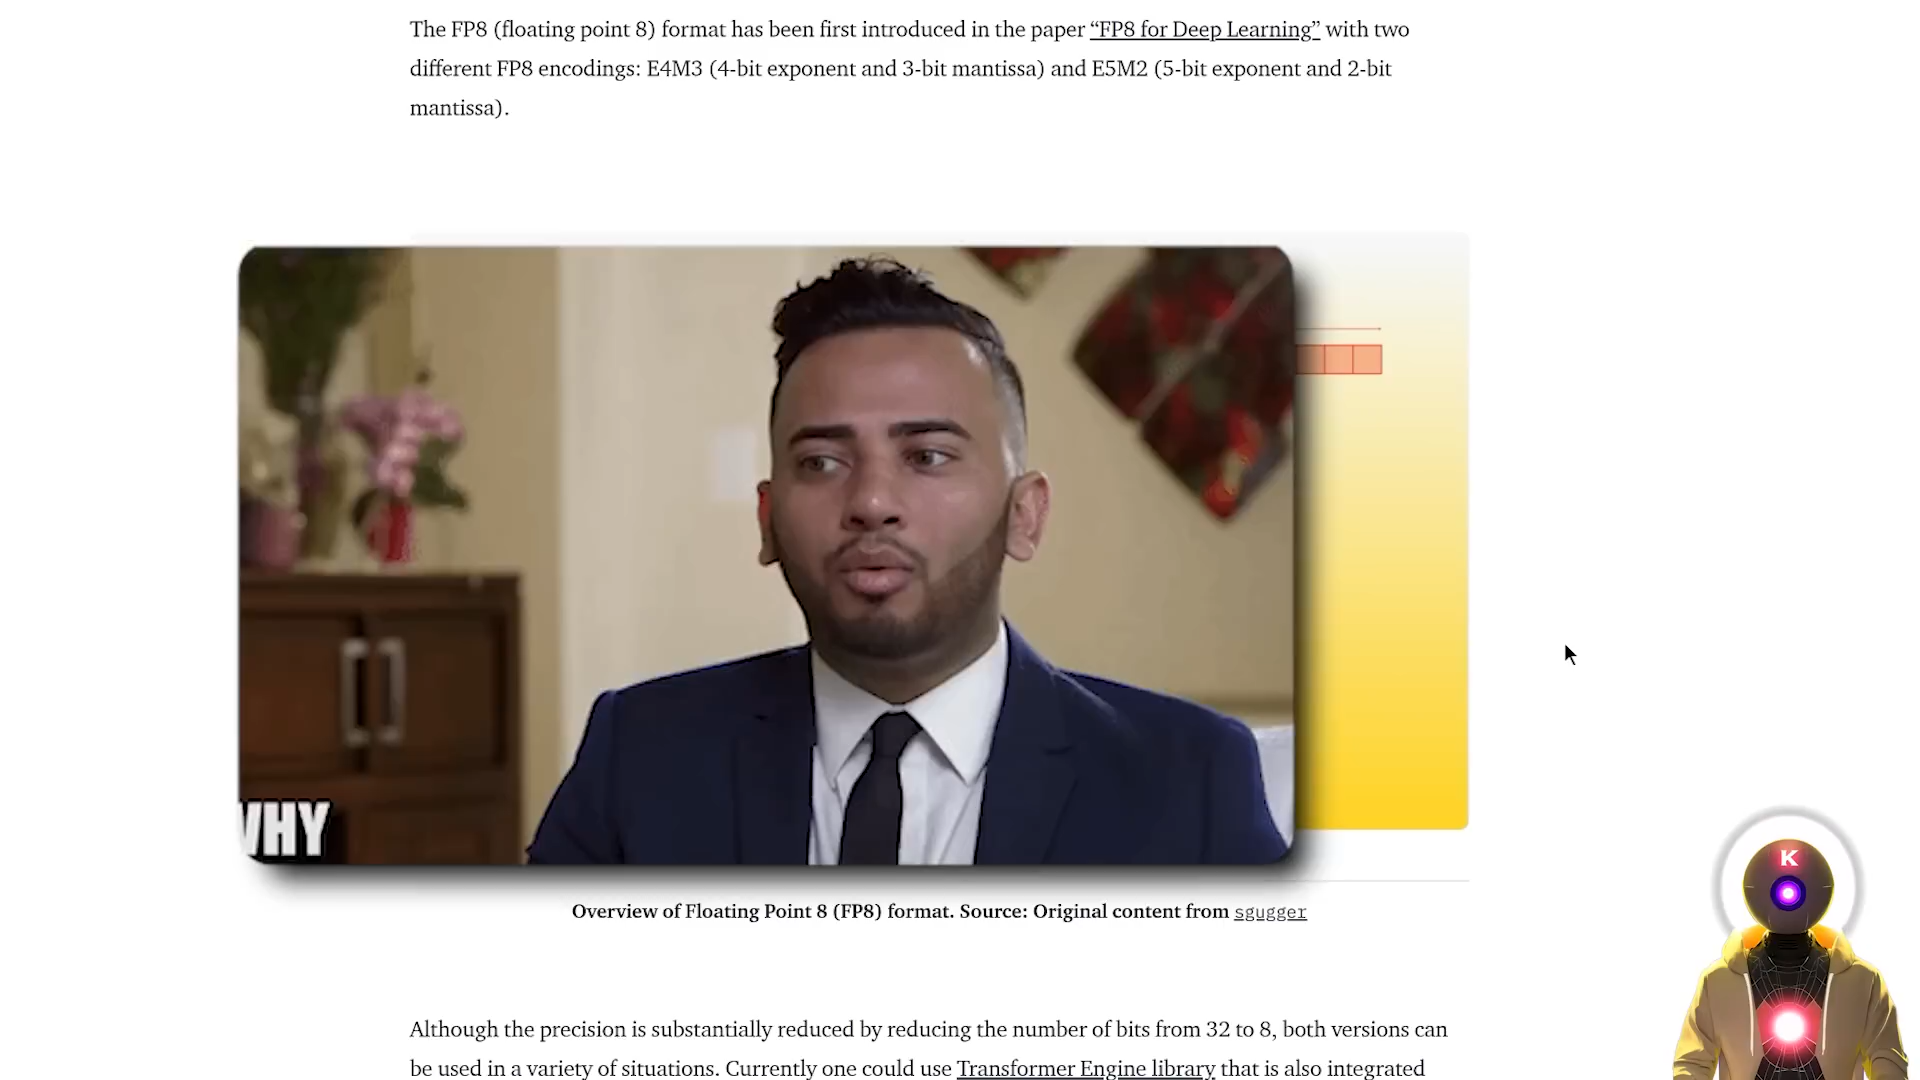 The FP8 (floating point 8) format has been first introduced in the paper “FP8 for Deep Learning” with two
different FP8 encodings: E4M3 (4-bit exponent and 3-bit mantissa) and E5M2 (5-bit exponent and 2-bit
mantissa).
WHY
Overview of Floating Point 8 (FP8) format. Source: Original content from sgugger
K
Although the precision is substantially reduced by reducing the number of bits from 32 to 8, both versions can
be used in a variety of situations. Currently one could use Transformer Engine library that is also integrated